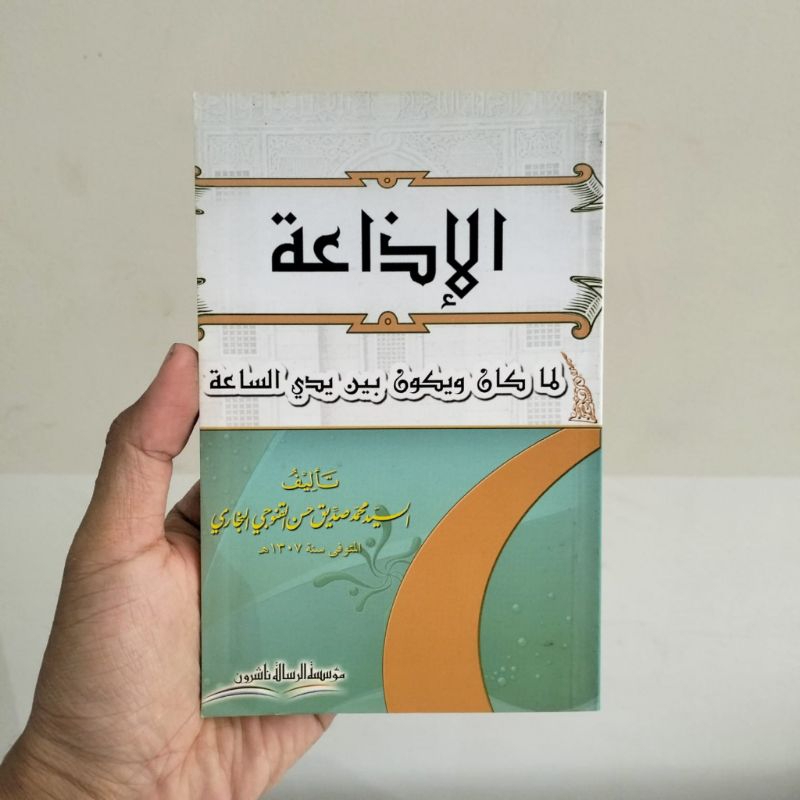 الإذاعة
لما كان ويكون بين يدي الساعة
تأليفُ
السيد محمد صديق حسن القنوجي البخاري
المتوفى سنة ١٣٠٧هـ
مؤسسة الرسالة ناشرون